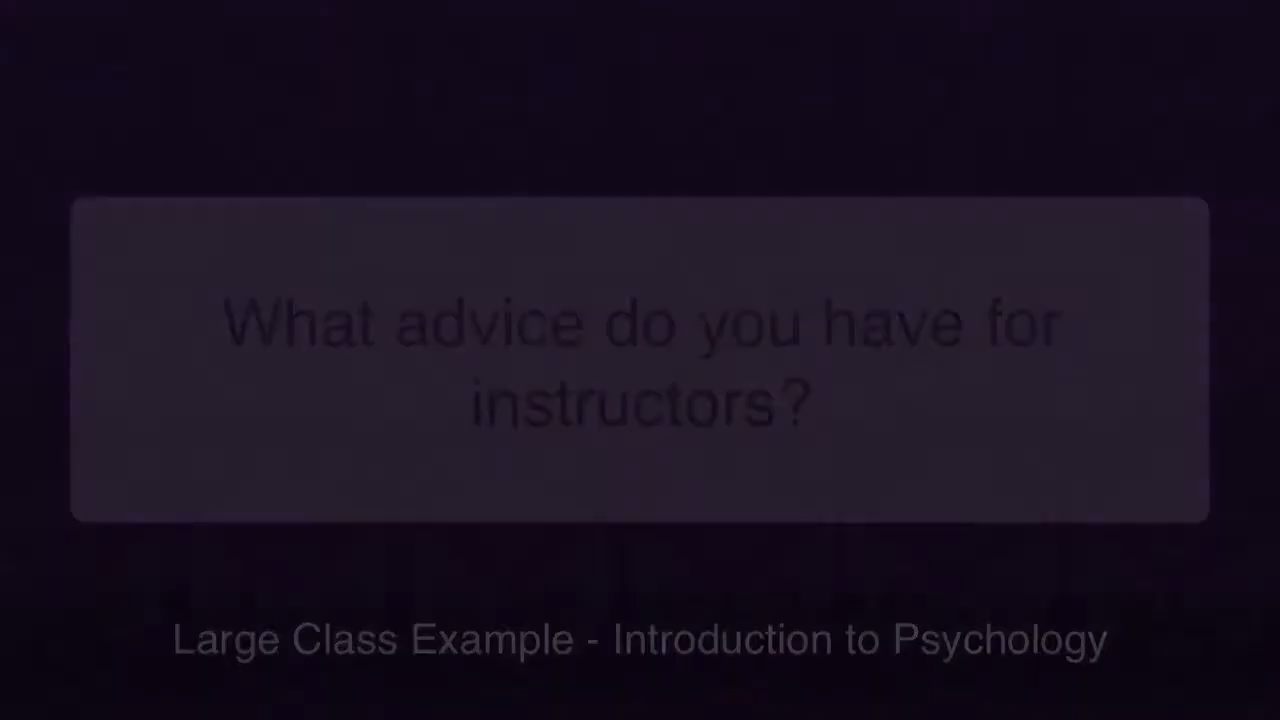 What advice do you have for
instructors?
Large Class Example - Introduction to Psychology